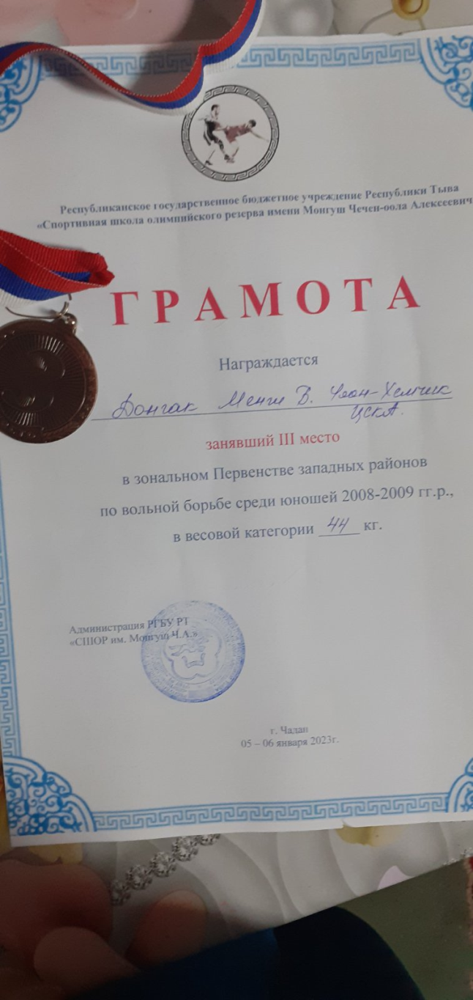 Республиканское государственное бюджетное учреждение Республики Тыва
«Спортивная школа олимпийского резерва имени Монгуш Чечен-оола Алексеевич
ГРАМОТА
Награждается
Донгак Менги В. Чөөн-Хемчик
ЦСКА.
занявший III место
в зональном Первенстве западных районов
по вольной борьбе среди юношей 2008-2009 гг.р.,
в весовой категории 44 кг.
Администрация РГБУ РТ
«СШОР им. Монгуш Ч.А.»
г. Чадан
05 – 06 января 2023г.
3